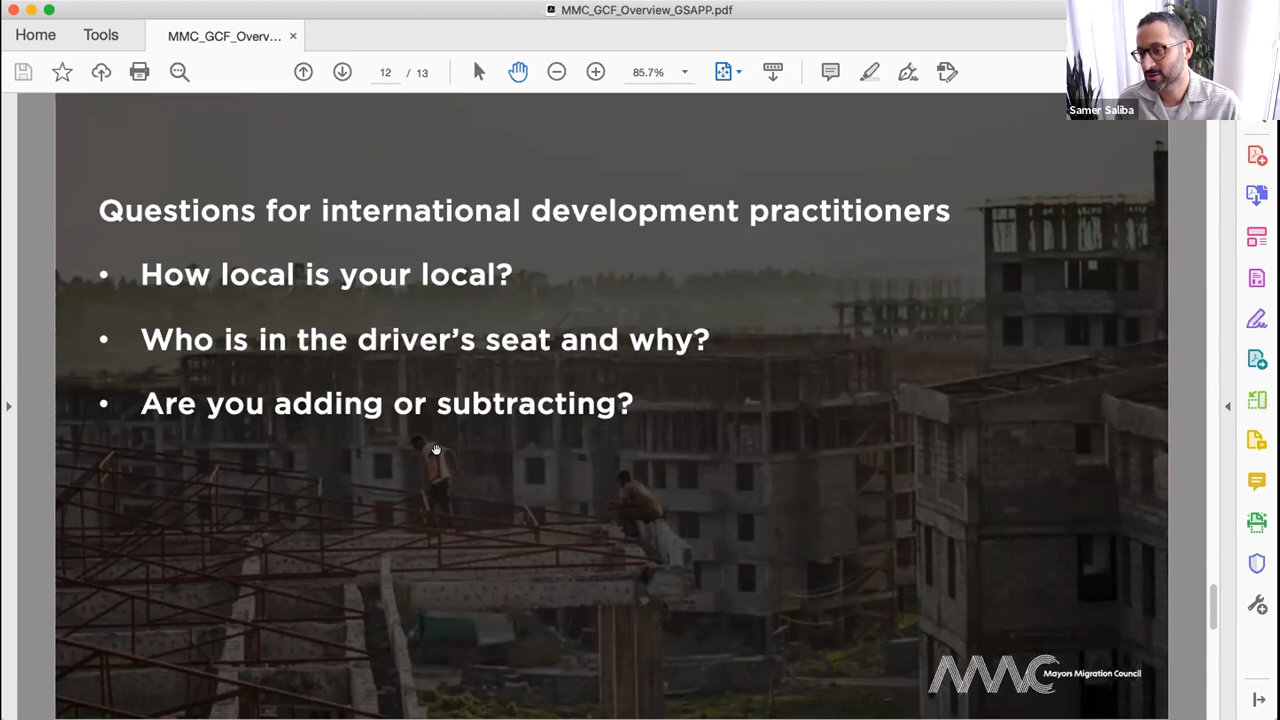 MMC_GCF_Overview_GSAPP.pdf
Home
Tools
MMC_GCF_Overv... ×
12 / 13
85.7%
Samer Saliba
Questions for international development practitioners
• How local is your local?
• Who is in the driver’s seat and why?
• Are you adding or subtracting?
MMC Mayors Migration Council